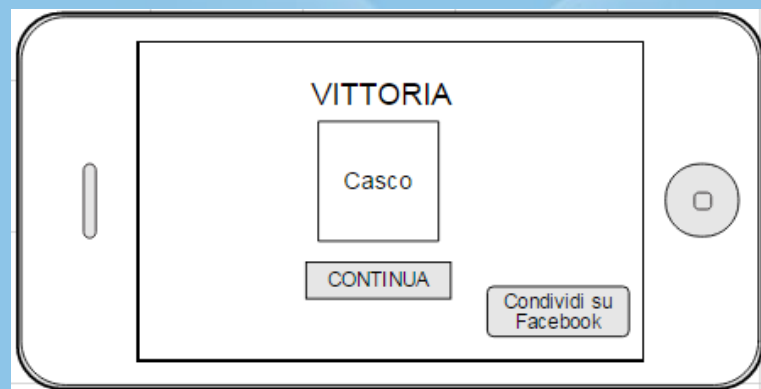 VITTORIA
Casco
CONTINUA
Condividi su
Facebook